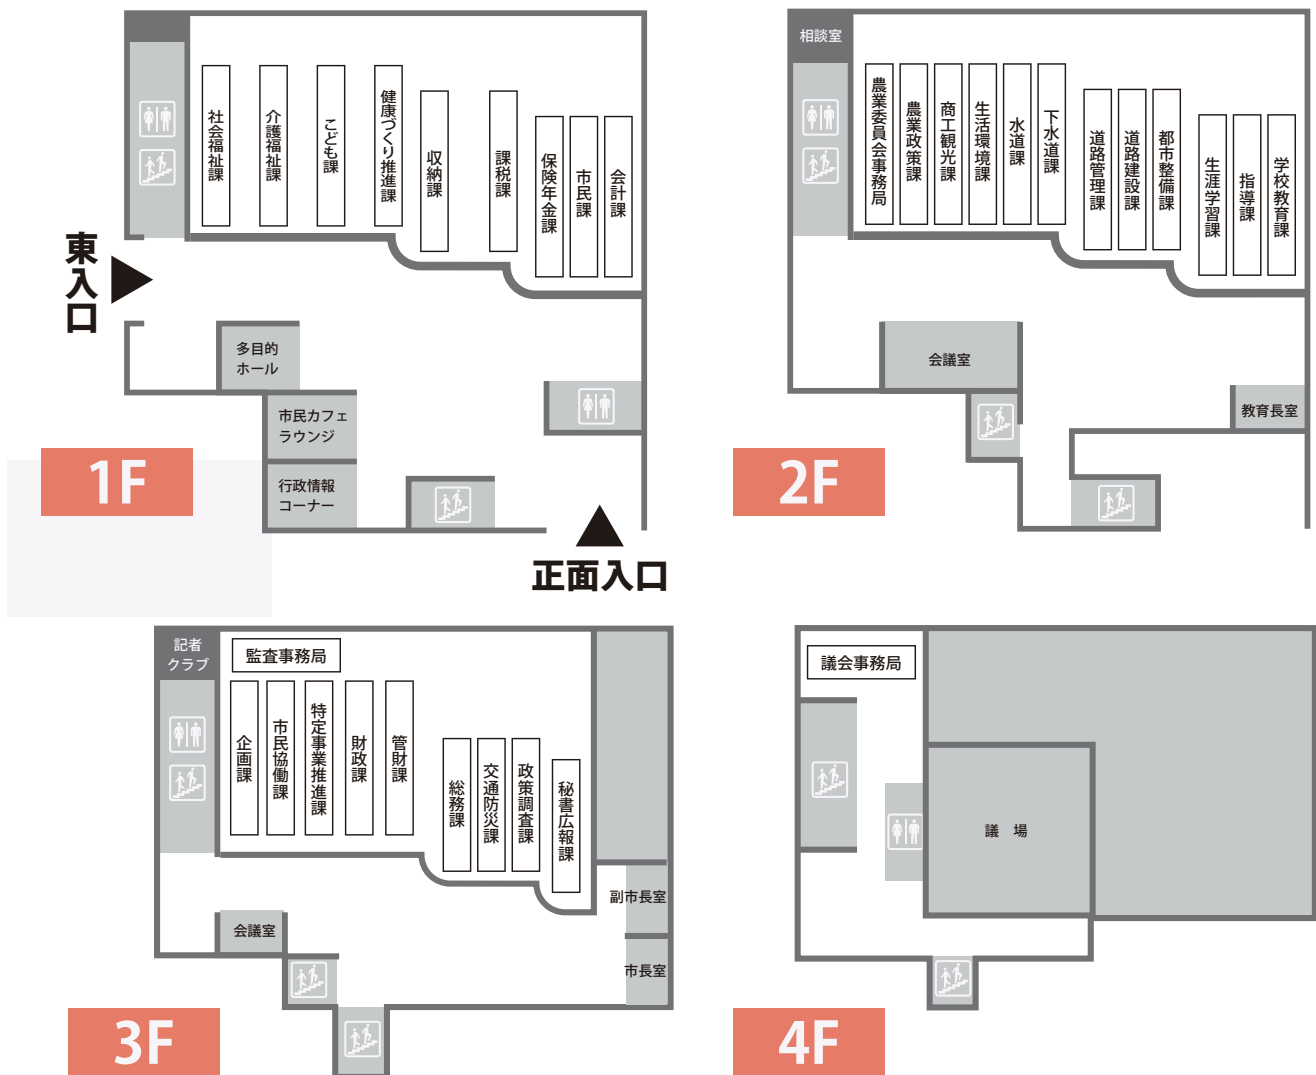 社会福祉課
介護福祉課
こども課
健康づくり推進課
収納課
課税課
保険年金課
市民課
会計課
東入口
多目的
ホール
市民カフェ
ラウンジ
行政情報
コーナー
1F
正面入口
相談室
農業委員会事務局
農業政策課
商工観光課
生活環境課
水道課
下水道課
道路管理課
道路建設課
都市整備課
生涯学習課
指導課
学校教育課
会議室
教育長室
2F
記者
クラブ
監査事務局
企画課
市民協働課
特定事業推進課
財政課
管財課
総務課
交通防災課
政策調査課
秘書広報課
副市長室
会議室
市長室
3F
議会事務局
議 場
4F